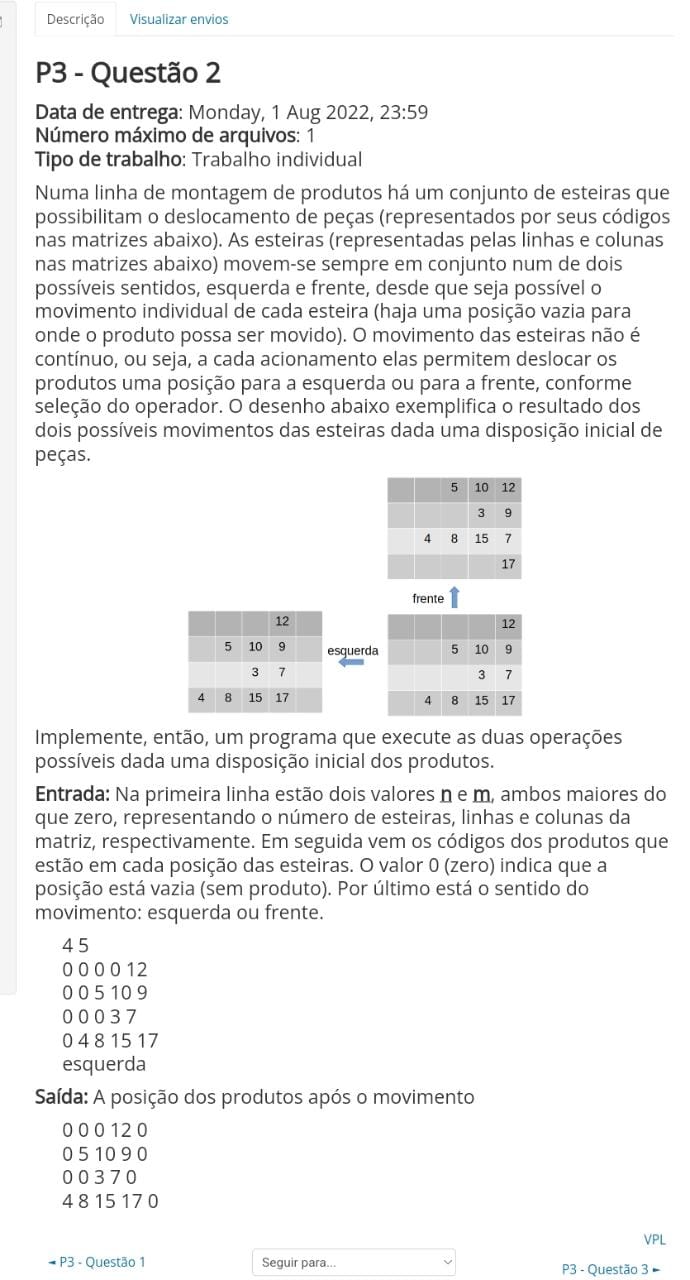 Descrição Visualizar envios
P3 - Questão 2
Data de entrega: Monday, 1 Aug 2022, 23:59
Número máximo de arquivos: 1
Tipo de trabalho: Trabalho individual
Numa linha de montagem de produtos há um conjunto de esteiras que
possibilitam o deslocamento de peças (representados por seus códigos
nas matrizes abaixo). As esteiras (representadas pelas linhas e colunas
nas matrizes abaixo) movem-se sempre em conjunto num de dois
possíveis sentidos, esquerda e frente, desde que seja possível o
movimento individual de cada esteira (haja uma posição vazia para
onde o produto possa ser movido). O movimento das esteiras não é
contínuo, ou seja, a cada acionamento elas permitem deslocar os
produtos uma posição para a esquerda ou para a frente, conforme
seleção do operador. O desenho abaixo exemplifica o resultado dos
dois possíveis movimentos das esteiras dada uma disposição inicial de
peças.
5 10 12
3 9
4 8 15 7
17
frente
12
5 10 9
3 7
4 8 15 17
esquerda
12
5 10 9
3 7
4 8 15 17
Implemente, então, um programa que execute as duas operações
possíveis dada uma disposição inicial dos produtos.
Entrada: Na primeira linha estão dois valores n e m, ambos maiores do
que zero, representando o número de esteiras, linhas e colunas da
matriz, respectivamente. Em seguida vem os códigos dos produtos que
estão em cada posição das esteiras. O valor 0 (zero) indica que a
posição está vazia (sem produto). Por último está o sentido do
movimento: esquerda ou frente.
4 5
0 0 0 0 12
0 0 5 10 9
0 0 0 3 7
0 4 8 15 17
esquerda
Saída: A posição dos produtos após o movimento
0 0 0 12 0
0 5 10 9 0
0 0 3 7 0
4 8 15 17 0
VPL
◄ P3 - Questão 1
Seguir para...
P3 - Questão 3 ►